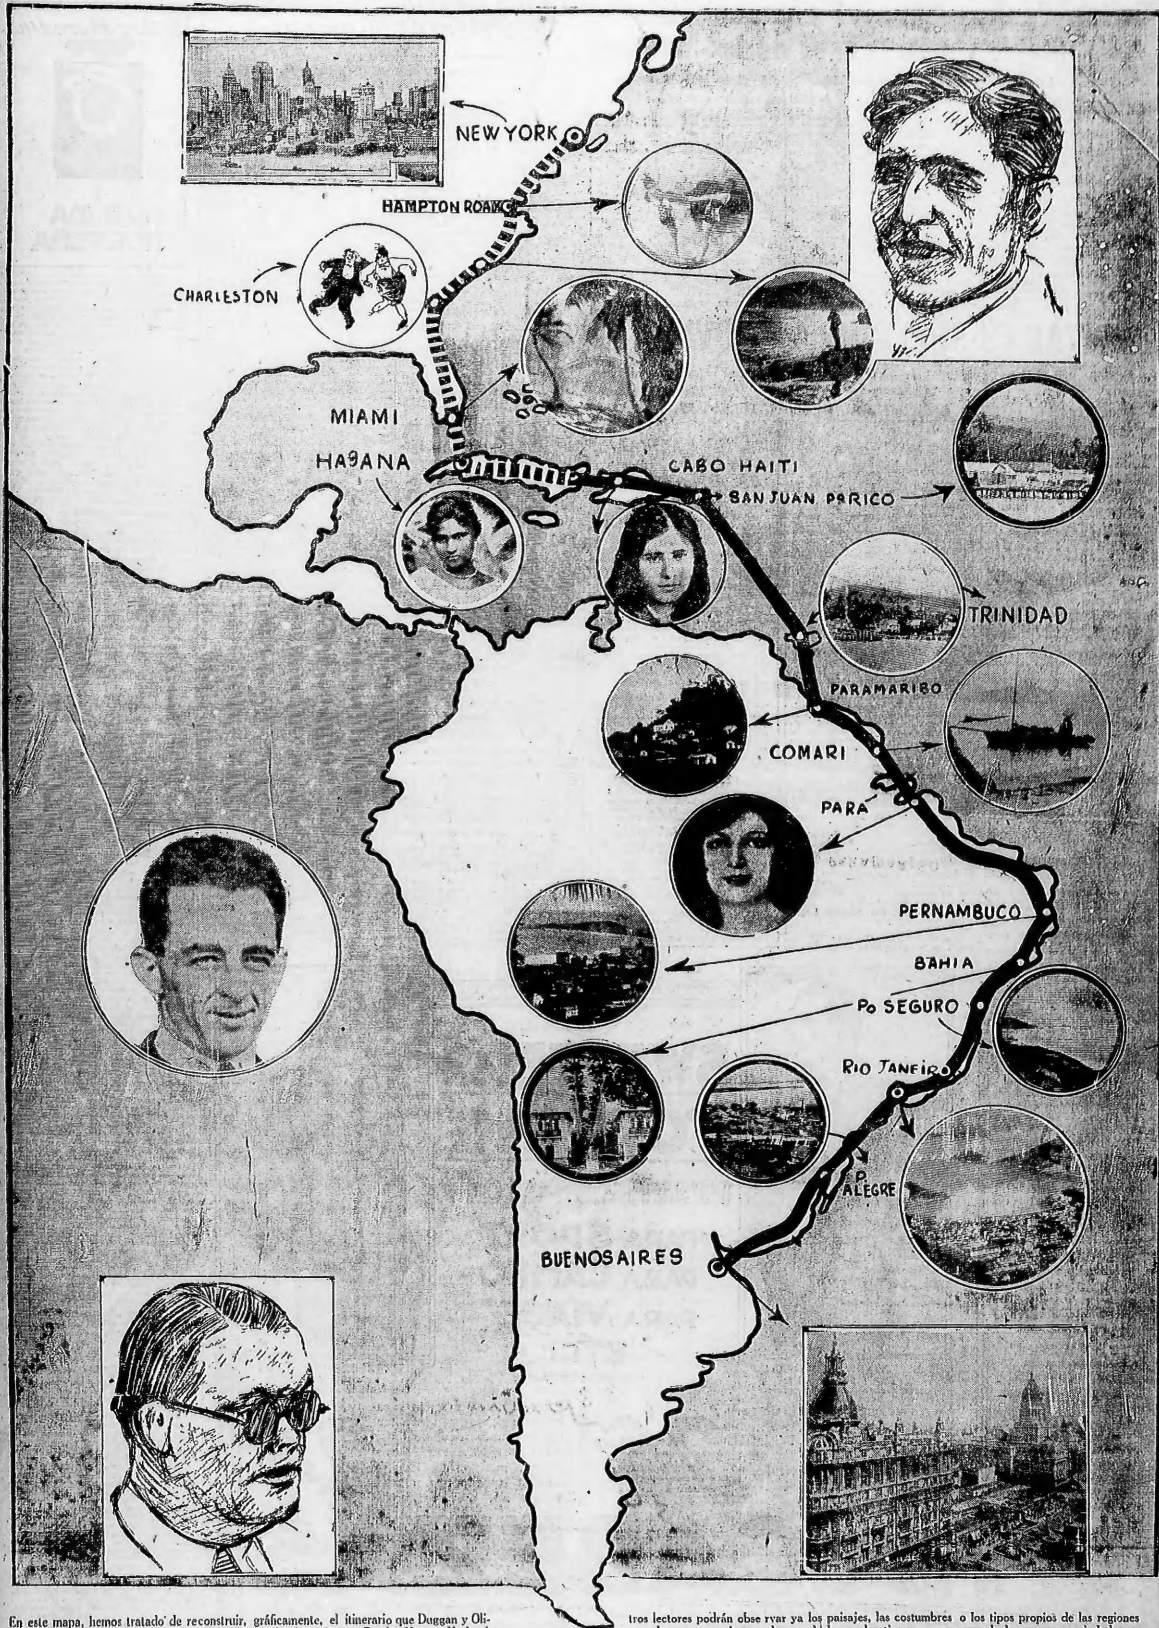 NEW YORK
HAMPTON ROAD
CHARLESTON
MIAMI
HABANA
CABO HAITI
SAN JUAN PRICO
TRINIDAD
PARAMARIBO
COMARI
PARA
PERNAMBUCO
BAHIA
Po SEGURO
RIO JANEIRO
P. ALEGRE
BUENOS AIRES
En este mapa, hemos tratado de reconstruir, gráficamente, el itinerario que Duggan y Oli-
tros lectores podrán obse rvar ya los paisajes, las costumbres o los tipos propios de las regiones